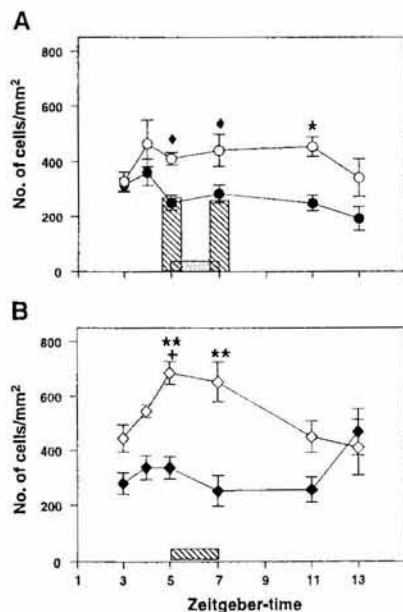 A
800
600
400
200
0
No. of cells/mm²
♦ ♦ *
B
**
+
**
800
600
400
200
0
No. of cells/mm²
1 3 5 7 9 11 13
Zeitgeber-time